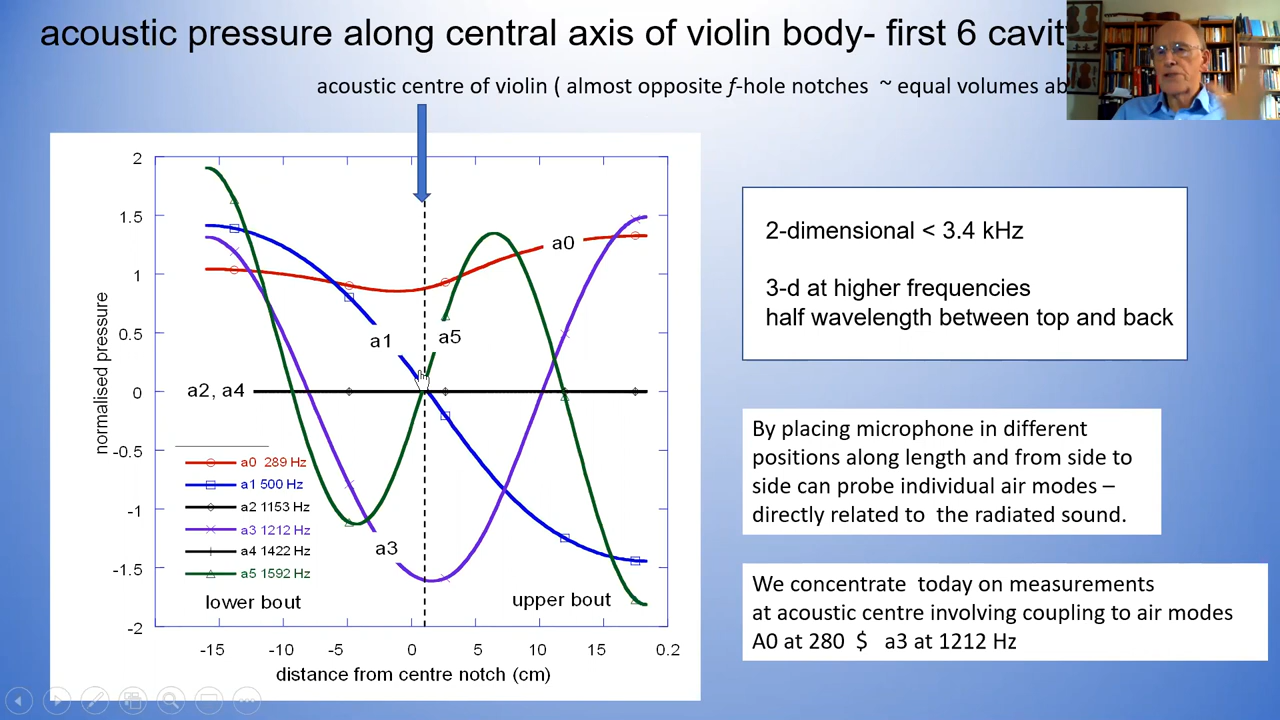 acoustic pressure along central axis of violin body- first 6
acoustic centre of violin ( almost opposite f-hole notches ~ equal volumes
2
1.5
1
0.5
0
-0.5
-1
-1.5
-2
normalised pressure
a0
a1
a5
a2, a4
a3
a0 289 Hz
a1 500 Hz
a2 1153 Hz
a3 1212 Hz
a4 1422 Hz
a5 1592 Hz
lower bout
upper bout
-15
-10
-5
0
5
10
15
0.2
distance from centre notch (cm)
2-dimensional < 3.4 kHz
3-d at higher frequencies
half wavelength between top and back
By placing microphone in different
positions along length and from side to
side can probe individual air modes –
directly related to the radiated sound.
We concentrate today on measurements
at acoustic centre involving coupling to air modes
A0 at 280 $ a3 at 1212 Hz